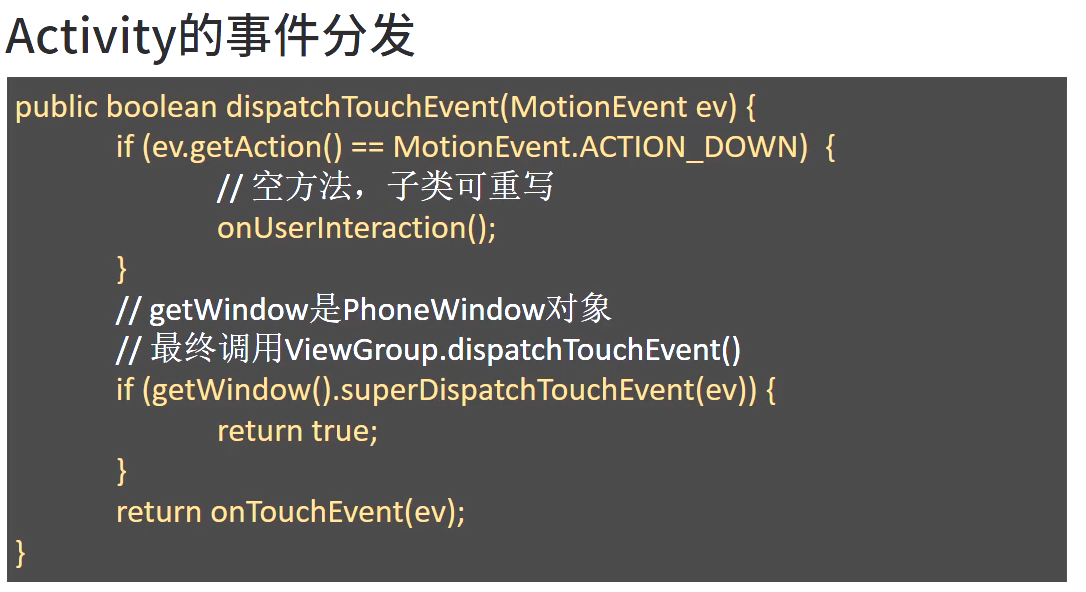 Activity的事件分发
public boolean dispatchTouchEvent(MotionEvent ev) {
if (ev.getAction() == MotionEvent.ACTION_DOWN) {
// 空方法，子类可重写
onUserInteraction();
}
// getWindow是PhoneWindow对象
// 最终调用ViewGroup.dispatchTouchEvent()
if (getWindow().superDispatchTouchEvent(ev)) {
return true;
}
return onTouchEvent(ev);
}